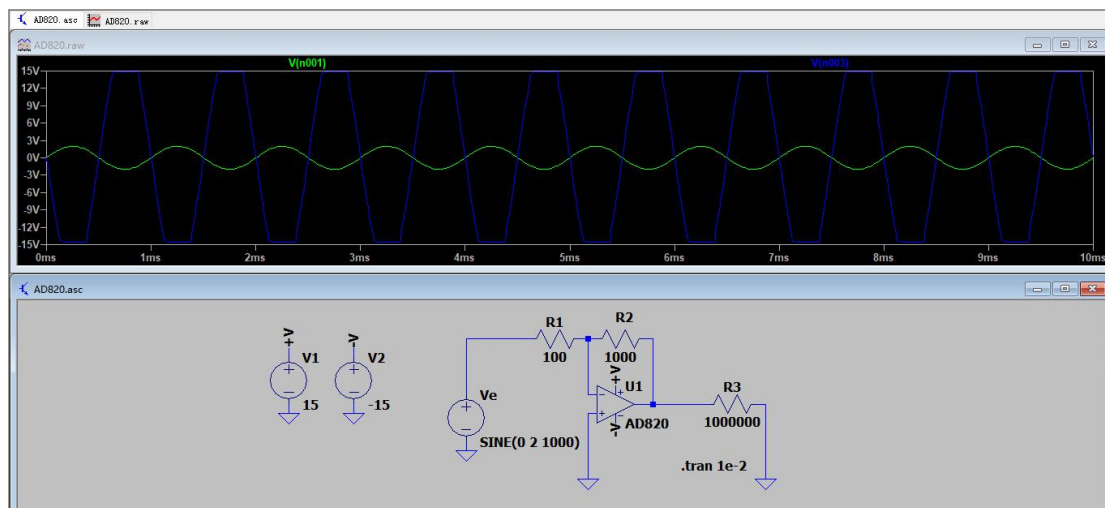 AD820.asc AD820.raw
AD820.raw
V(n001) V(n003)
15V
12V
9V
6V
3V
0V
-3V
-6V
-9V
-12V
-15V
0ms 1ms 2ms 3ms 4ms 5ms 6ms 7ms 8ms 9ms 10ms
AD820.asc
+V -V R1 R2
V1 V2 100 1000
+V U1 R3
15 -15 Ve -V AD820 1000000
SINE(0 2 1000)
.tran 1e-2